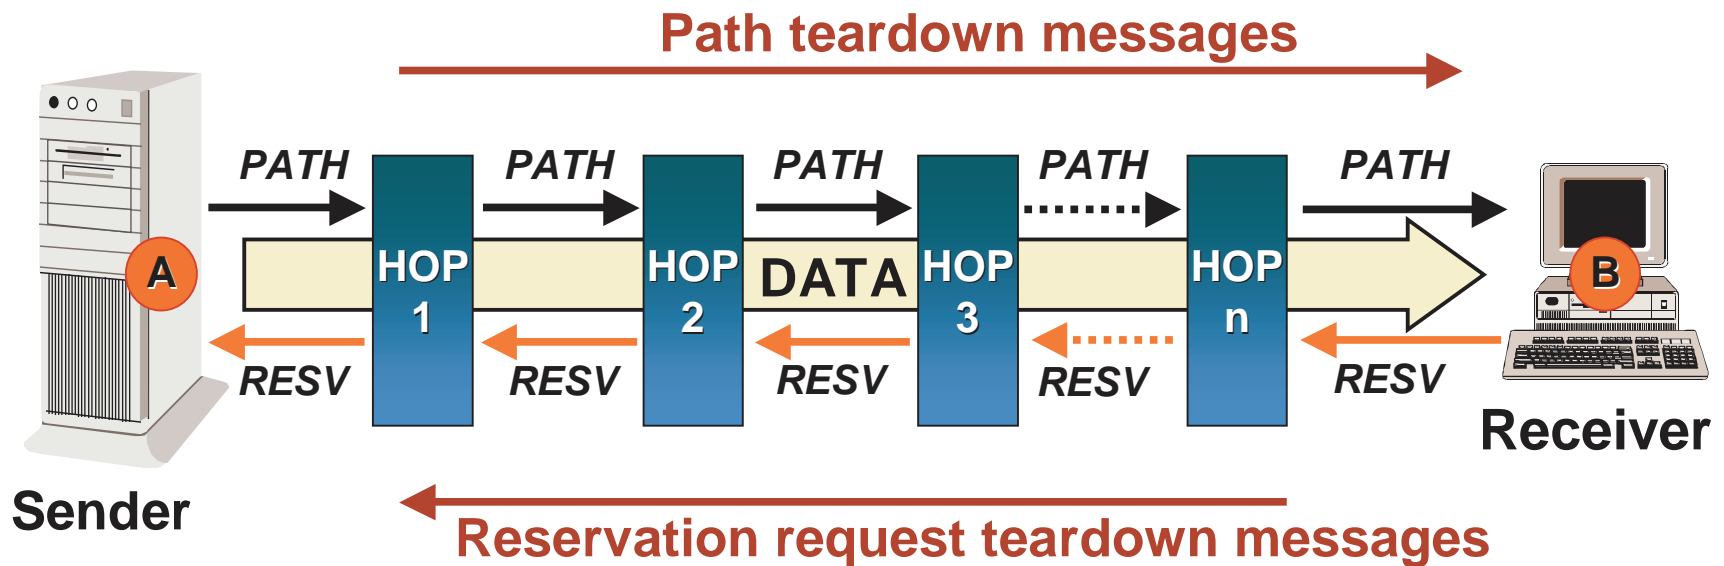 Path teardown messages
PATH PATH PATH PATH PATH
A
HOP
1
HOP
2
DATA
HOP
3
HOP
n
B
RESV RESV RESV RESV RESV
Sender
Receiver
Reservation request teardown messages